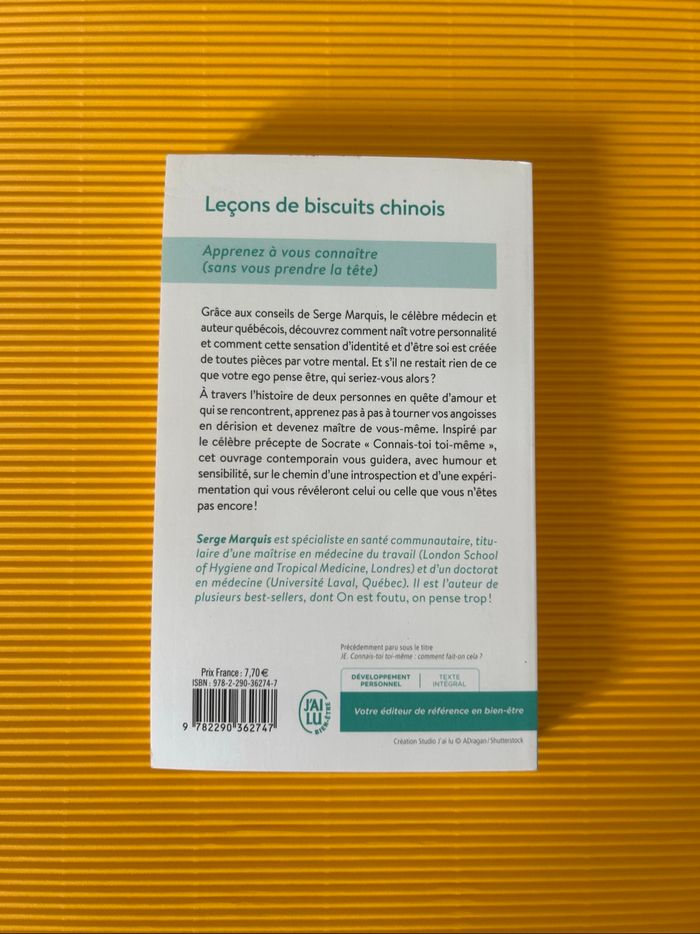 Leçons de biscuits chinois
Apprenez à vous connaître
(sans vous prendre la tête)
Grâce aux conseils de Serge Marquis, le célèbre médecin et
auteur québécois, découvrez comment naît votre personnalité
et comment cette sensation d'identité et d'être soi est créée
de toutes pièces par votre mental. Et s'il ne restait rien de ce
que votre ego pense être, qui seriez-vous alors ?
À travers l'histoire de deux personnes en quête d'amour et
qui se rencontrent, apprenez pas à pas à tourner vos angoisses
en dérision et devenez maître de vous-même. Inspiré par
le célèbre précepte de Socrate « Connais-toi toi-même »,
cet ouvrage contemporain vous guidera, avec humour et
sensibilité, sur le chemin d'une introspection et d'une expéri-
mentation qui vous révéleront celui ou celle que vous n'êtes
pas encore !
Serge Marquis est spécialiste en santé communautaire, titu-
laire d'une maîtrise en médecine du travail (London School
of Hygiene and Tropical Medicine, Londres) et d'un doctorat
en médecine (Université Laval, Québec). Il est l'auteur de
plusieurs best-sellers, dont On est foutu, on pense trop !
Précédemment paru sous le titre
JE. Connais-toi toi-même : comment fait-on cela ?
Prix France : 7,70 €
ISBN : 978-2-290-36274-7
9 782290 362747
J'AI
LU
BIEN-ÊTRE
DÉVELOPPEMENT
PERSONNEL
TEXTE
INTÉGRAL
Votre éditeur de référence en bien-être
Création Studio J'ai lu © ADragan / Shutterstock